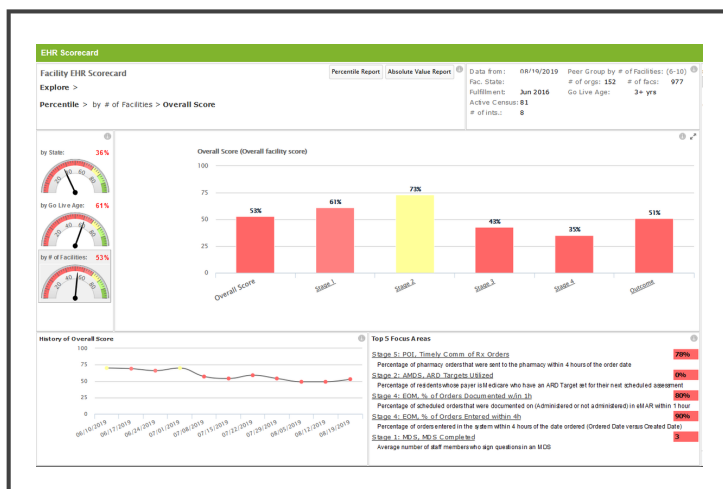 EHR Scorecard
Facility EHR Scorecard
Percentile Report
Absolute Value Report
Explore >
Percentile > by # of Facilities > Overall Score
Data from: 08/19/2019
Peer Group by # of Facilities: (6-10)
Fac. State:
# of orgs: 152 # of facs: 977
Fulfillment: Jun 2016
Go Live Age: 3+ yrs
Active Census: 81
# of ints.: 8
by State: 36%
20 40 60 80
by Go Live Age: 61%
20 40 60 80
by # of Facilities: 53%
20 40 60 80
Overall Score (Overall facility score)
100
75
50
25
0
53% 61% 73% 43% 35% 51%
Overall Score Stage 1 Stage 2 Stage 3 Stage 4 Outcome
History of Overall Score
100
75
50
25
0
06/10/2019 06/17/2019 06/24/2019 07/01/2019 07/08/2019 07/15/2019 07/22/2019 07/29/2019 08/05/2019 08/12/2019 08/19/2019
Top 5 Focus Areas
Stage 5: POI, Timely Comm of Rx Orders 78%
Percentage of pharmacy orders that were sent to the pharmacy within 4 hours of the order date
Stage 2: AMDS, ARD Targets Utilized 0%
Percentage of residents whose payer is Medicare who have an ARD Target set for their next scheduled assessment
Stage 4: EOM, % of Orders Documented w/in 1h 80%
Percentage of scheduled orders that were documented on (Administered or not administered) in eMAR within 1 hour
Stage 4: EOM, % of Orders Entered within 4h 90%
Percentage of orders entered in the system within 4 hours of the date ordered (Ordered Date versus Created Date)
Stage 1: MDS, MDS Completed 3
Average number of staff members who sign questions in an MDS